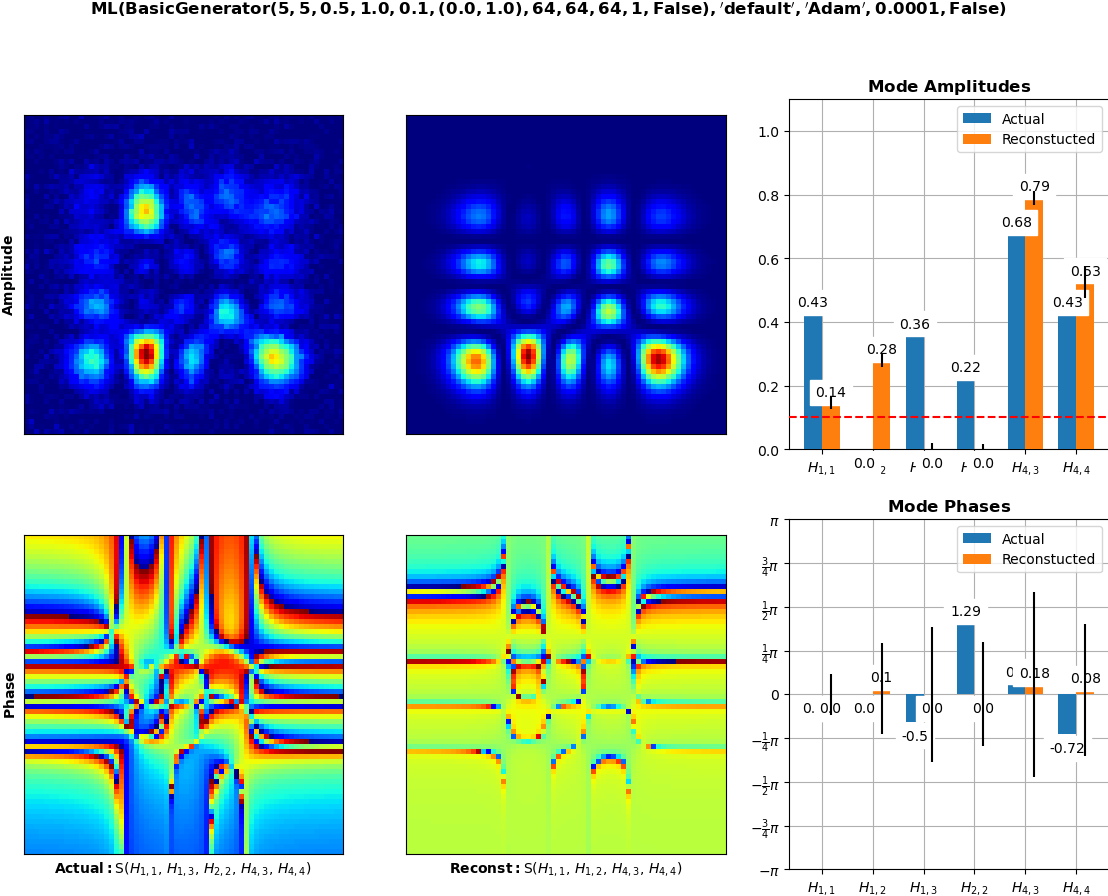 ML(BasicGenerator(5, 5, 0.5, 1.0, 0.1, (0.0, 1.0), 64, 64, 64, 1, False), ′default′, ′Adam′, 0.0001, False)
Amplitude
Mode Amplitudes
Actual
Reconstucted
1.0
0.8
0.6
0.4
0.2
0.0
0.43
0.14
0.0
0.28
0.36
0.0
0.22
0.0
0.68
0.79
0.43
0.53
H1,1
2
H4,3
H4,4
Phase
Actual: S(H1,1, H1,3, H2,2, H4,3, H4,4)
Reconst: S(H1,1, H1,2, H4,3, H4,4)
Mode Phases
Actual
Reconstucted
π
3/4π
1/2π
1/4π
0
−1/4π
−1/2π
−3/4π
−π
0.0
0.1
-0.5
0.0
1.29
0.0
0.18
-0.72
0.08
H1,1
H1,2
H1,3
H2,2
H4,3
H4,4